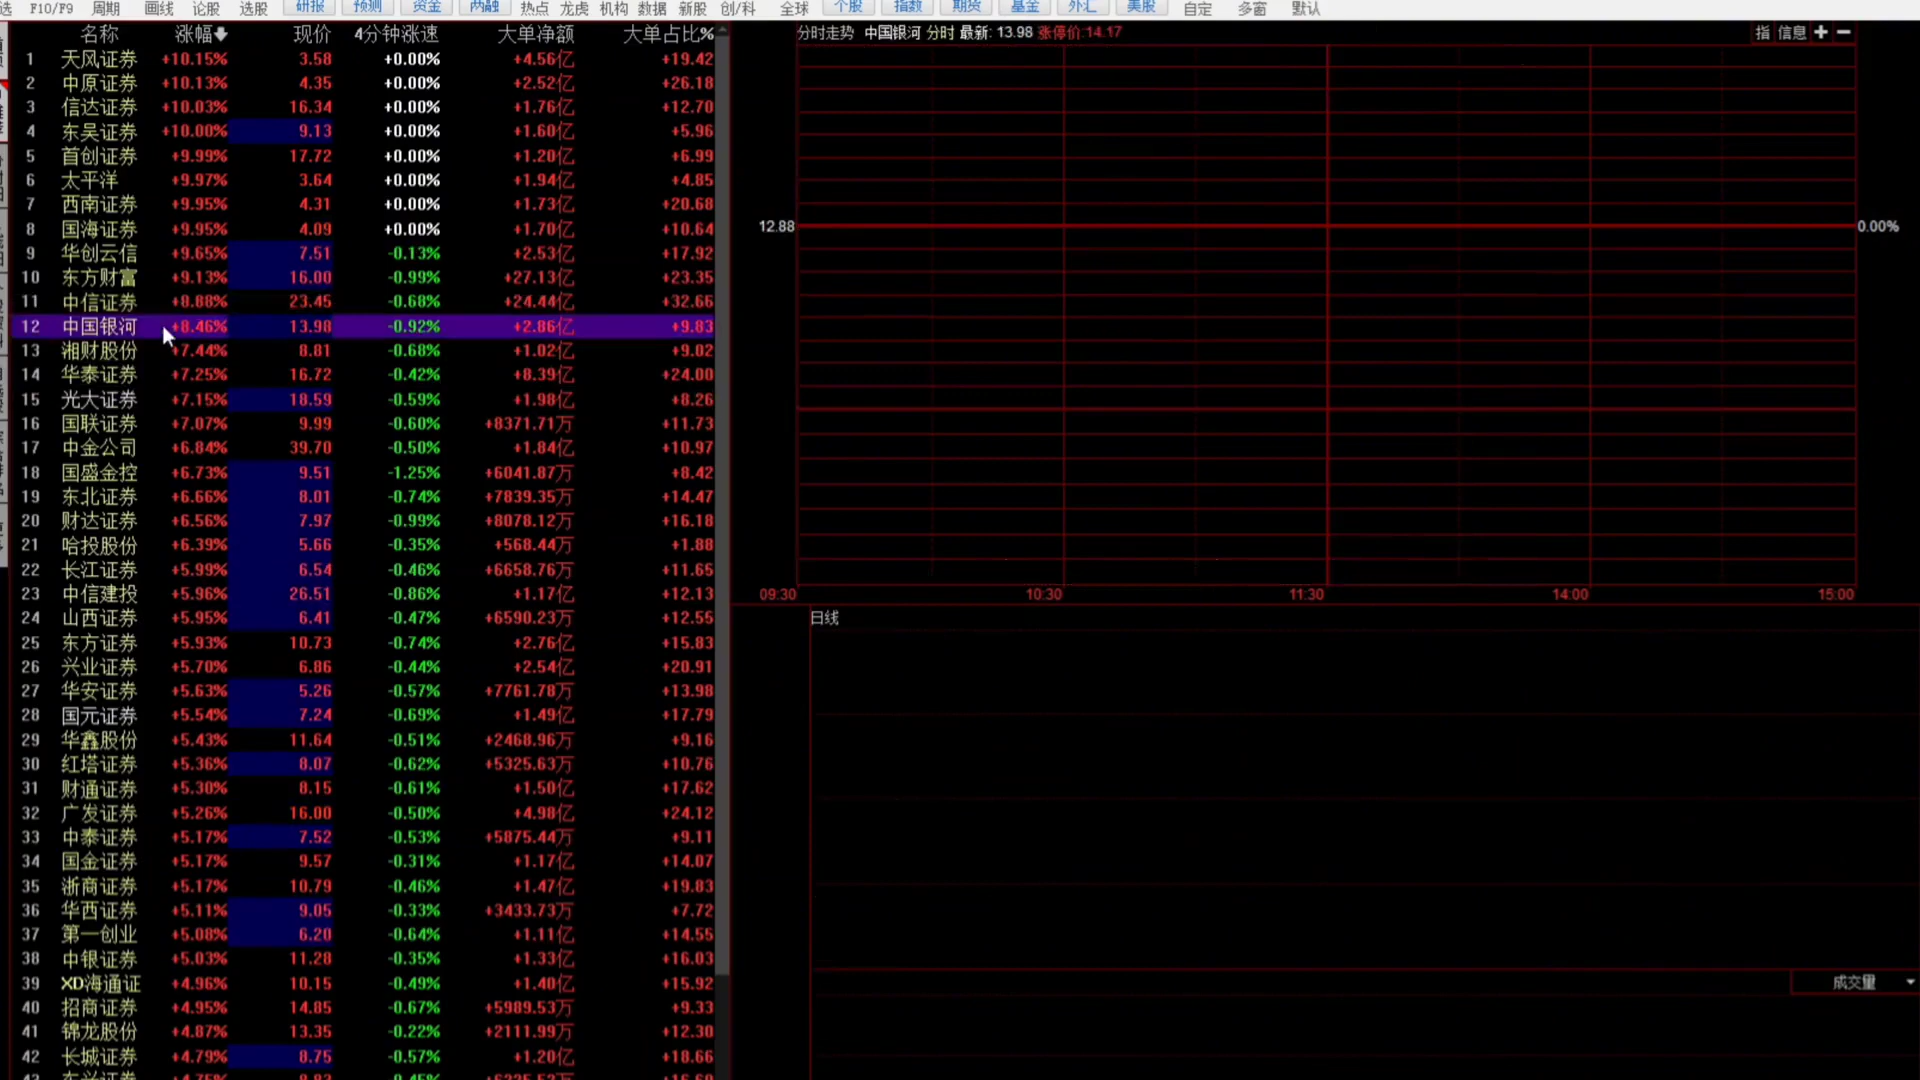 选 F10/F9 周期 画线 论股 选股 研报 预测 资金 两融 热点 龙虎 机构 数据 新股 创/科 全球 个股 指数 期货 基金 外汇 美股 自定 多窗 默认
名称 涨幅 现价 4分钟涨速 大单净额 大单占比%
1 天风证券 +10.15% 3.58 +0.00% +4.56亿 +19.42
2 中原证券 +10.13% 4.35 +0.00% +2.52亿 +26.18
3 信达证券 +10.03% 16.34 +0.00% +1.76亿 +12.70
4 东吴证券 +10.00% 9.13 +0.00% +1.60亿 +5.96
5 首创证券 +9.99% 17.72 +0.00% +1.20亿 +6.99
6 太平洋 +9.97% 3.64 +0.00% +1.94亿 +4.85
7 西南证券 +9.95% 4.31 +0.00% +1.73亿 +20.68
8 国海证券 +9.95% 4.09 +0.00% +1.70亿 +10.64
9 华创云信 +9.65% 7.51 -0.13% +2.53亿 +17.92
10 东方财富 +9.13% 16.00 -0.99% +27.13亿 +23.35
11 中信证券 +8.88% 23.45 -0.68% +24.44亿 +32.66
12 中国银河 +8.46% 13.98 -0.92% +2.86亿 +9.83
13 湘财股份 +7.44% 8.81 -0.68% +1.02亿 +9.02
14 华泰证券 +7.25% 16.72 -0.42% +8.39亿 +24.00
15 光大证券 +7.15% 18.59 -0.59% +1.98亿 +8.26
16 国联证券 +7.07% 9.99 -0.60% +8371.71万 +11.73
17 中金公司 +6.84% 39.70 -0.50% +1.84亿 +10.97
18 国盛金控 +6.73% 9.51 -1.25% +6041.87万 +8.42
19 东北证券 +6.66% 8.01 -0.74% +7839.35万 +14.47
20 财达证券 +6.56% 7.97 -0.99% +8078.12万 +16.18
21 哈投股份 +6.39% 5.66 -0.35% +568.44万 +1.88
22 长江证券 +5.99% 6.54 -0.46% +6658.76万 +11.65
23 中信建投 +5.96% 26.51 -0.86% +1.17亿 +12.13
24 山西证券 +5.95% 6.41 -0.47% +6590.23万 +12.55
25 东方证券 +5.93% 10.73 -0.74% +2.76亿 +15.83
26 兴业证券 +5.70% 6.86 -0.44% +2.54亿 +20.91
27 华安证券 +5.63% 5.26 -0.57% +7761.78万 +13.98
28 国元证券 +5.54% 7.24 -0.69% +1.49亿 +17.79
29 华鑫股份 +5.43% 11.64 -0.51% +2468.96万 +9.16
30 红塔证券 +5.36% 8.07 -0.62% +5325.63万 +10.76
31 财通证券 +5.30% 8.15 -0.61% +1.50亿 +17.62
32 广发证券 +5.26% 16.00 -0.50% +4.98亿 +24.12
33 中泰证券 +5.17% 7.52 -0.53% +5875.44万 +9.11
34 国金证券 +5.17% 9.57 -0.31% +1.17亿 +14.07
35 浙商证券 +5.17% 10.79 -0.46% +1.47亿 +19.83
36 华西证券 +5.11% 9.05 -0.33% +3433.73万 +7.72
37 第一创业 +5.08% 6.20 -0.64% +1.11亿 +14.55
38 中银证券 +5.03% 11.28 -0.35% +1.33亿 +16.03
39 XD海通证 +4.96% 10.15 -0.49% +1.40亿 +15.92
40 招商证券 +4.95% 14.85 -0.67% +5989.53万 +9.33
41 锦龙股份 +4.87% 13.35 -0.22% +2111.99万 +12.30
42 长城证券 +4.79% 8.75 -0.57% +1.20亿 +18.66
分时走势 中国银河 分时 最新: 13.98 涨停价:14.17 指 信息
12.88 0.00%
09:30 10:30 11:30 14:00 15:00
日线
成交量